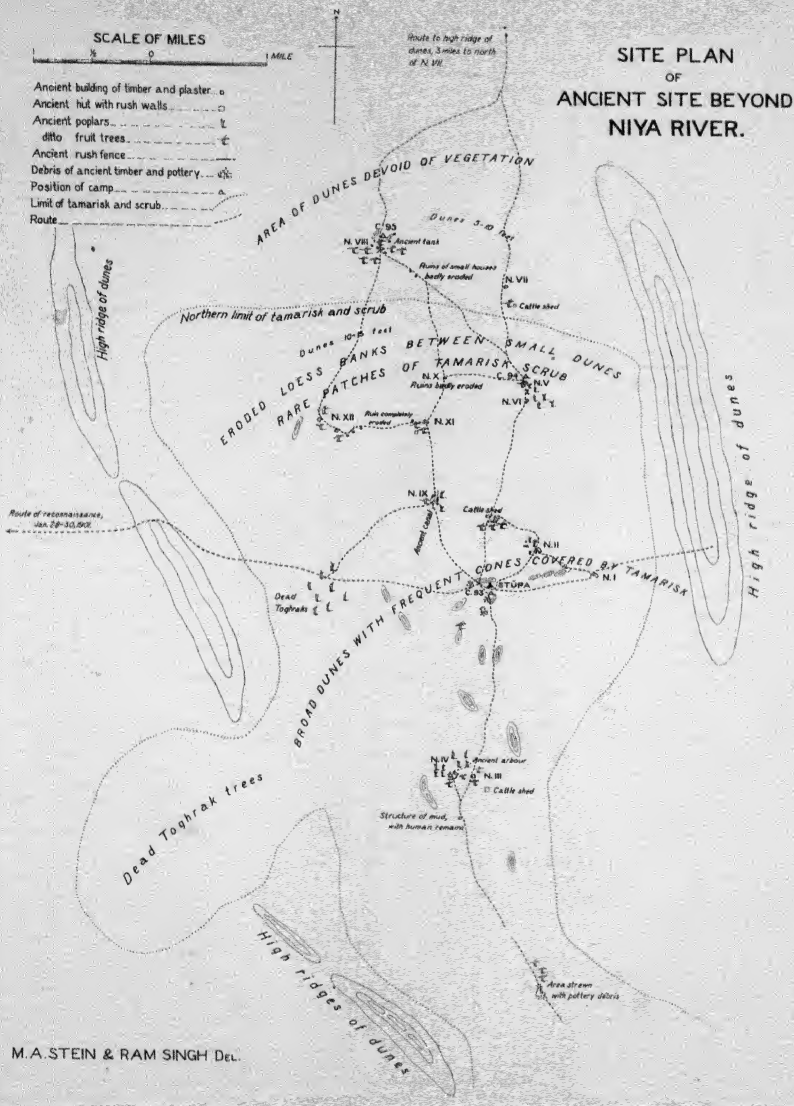 N
SCALE OF MILES
1 ½ 0 1 MILE
Ancient building of timber and plaster
Ancient hut with rush walls
Ancient poplars
ditto fruit trees
Ancient rush fence
Debris of ancient timber and pottery
Position of camp
Limit of tamarisk and scrub
Route
Route to high ridge of
dunes, 3 miles to north
of N. VII
SITE PLAN
OF
ANCIENT SITE BEYOND
NIYA RIVER.
AREA OF DUNES DEVOID OF VEGETATION
Dunes 5-10 feet
C. 95
N. VIII
Ancient tank
Ruins of small houses
badly eroded
N. VII
Cattle shed
High ridge of dunes
Northern limit of tamarisk and scrub
Dunes 10-15 feet
ERODED LOESS BANKS BETWEEN SMALL DUNES
RARE PATCHES OF TAMARISK SCRUB
N. X
Ruins badly eroded
C. 94
N. V
N. VI
N. XII
Ruin completely
eroded
N. XI
High ridge of dunes
N. IX
Ancient canal
Cattle shed
N. II
Route of reconnaissance,
Jan. 28-30, 1901.
BROAD DUNES WITH FREQUENT CONES COVERED BY TAMARISK
N. I
STŪPA
C. 93
Dead
Toghraks
N. IV
Ancient arbour
N. III
Cattle shed
Structure of mud,
with human remains
Dead Toghrak trees
High ridges of dunes
Area strewn
with pottery debris
M. A. STEIN & RAM SINGH DEL.